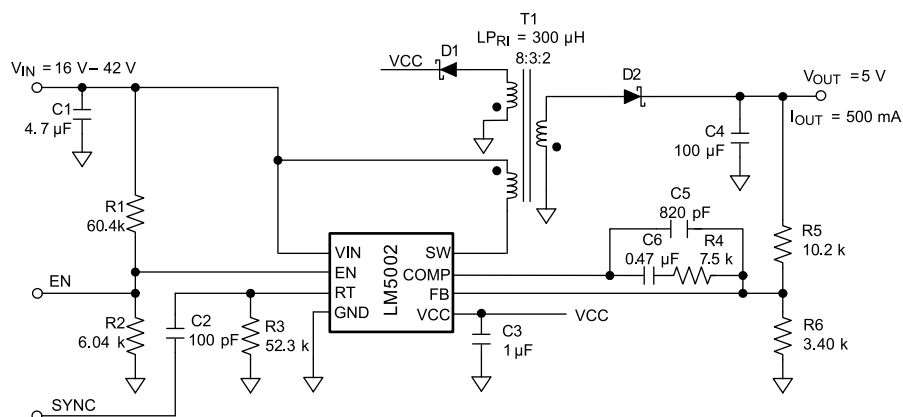 T1
LPRI = 300 µH
8:3:2
D1
VCC
D2
VIN = 16 V – 42 V
VOUT = 5 V
IOUT = 500 mA
C1
4.7 µF
C4
100 µF
R1
60.4k
C5
820 pF
C6
0.47 µF
R4
7.5 k
R5
10.2 k
LM5002
VIN
EN
RT
GND
SW
COMP
FB
VCC
EN
R2
6.04 k
C2
100 pF
R3
52.3 k
VCC
C3
1 µF
R6
3.40 k
SYNC